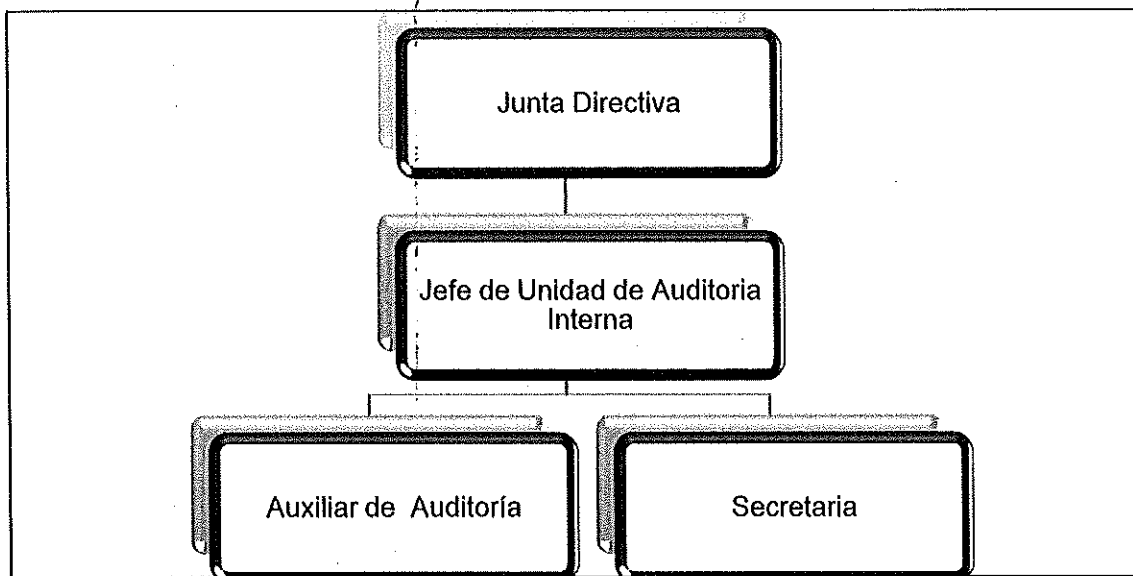 Junta Directiva
Jefe de Unidad de Auditoria
Interna
Auxiliar de Auditoría
Secretaria